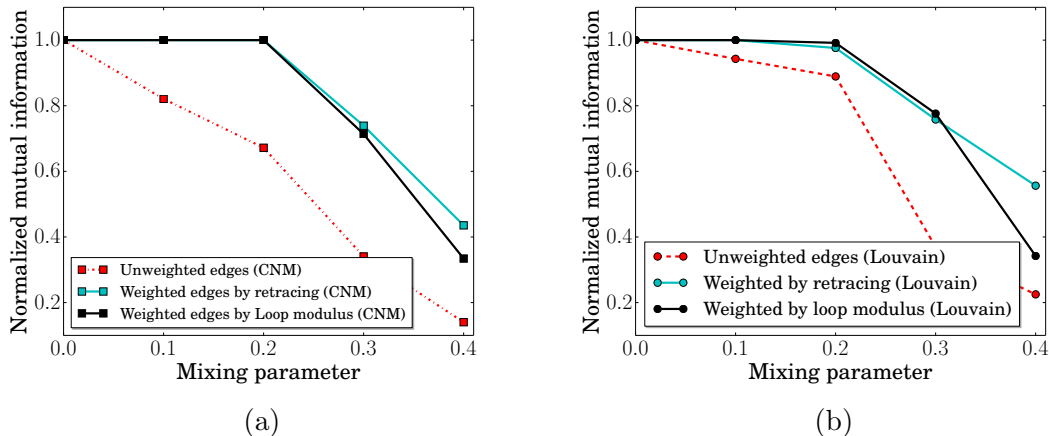 Normalized mutual information
1.0
0.8
0.6
0.4
0.2
Unweighted edges (CNM)
Weighted edges by retracing (CNM)
Weighted edges by Loop modulus (CNM)
0.0 0.1 0.2 0.3 0.4
Mixing parameter
(a)
Normalized mutual information
1.0
0.8
0.6
0.4
0.2
Unweighted edges (Louvain)
Weighted by retracing (Louvain)
Weighted by loop modulus (Louvain)
0.0 0.1 0.2 0.3 0.4
Mixing parameter
(b)